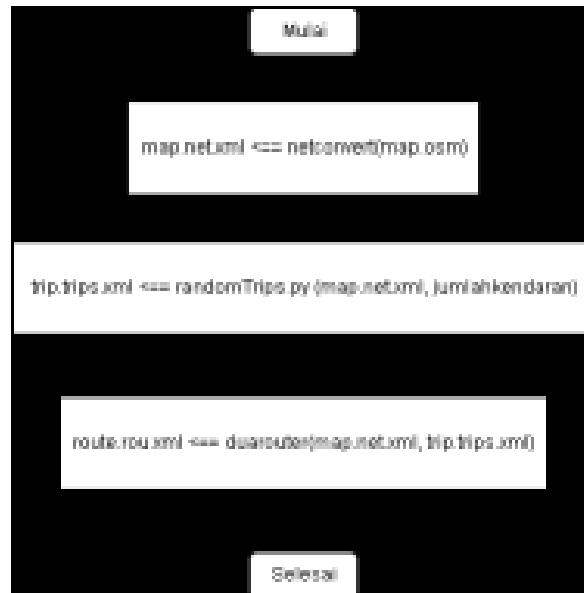 Mulai
map.net.xml <== netconvert(map.osm)
trip.trips.xml <== randomTrips.py (map.net.xml, jumlahkendaran)
route.rou.xml <== duarouter(map.net.xml, trip.trips.xml)
Selesai